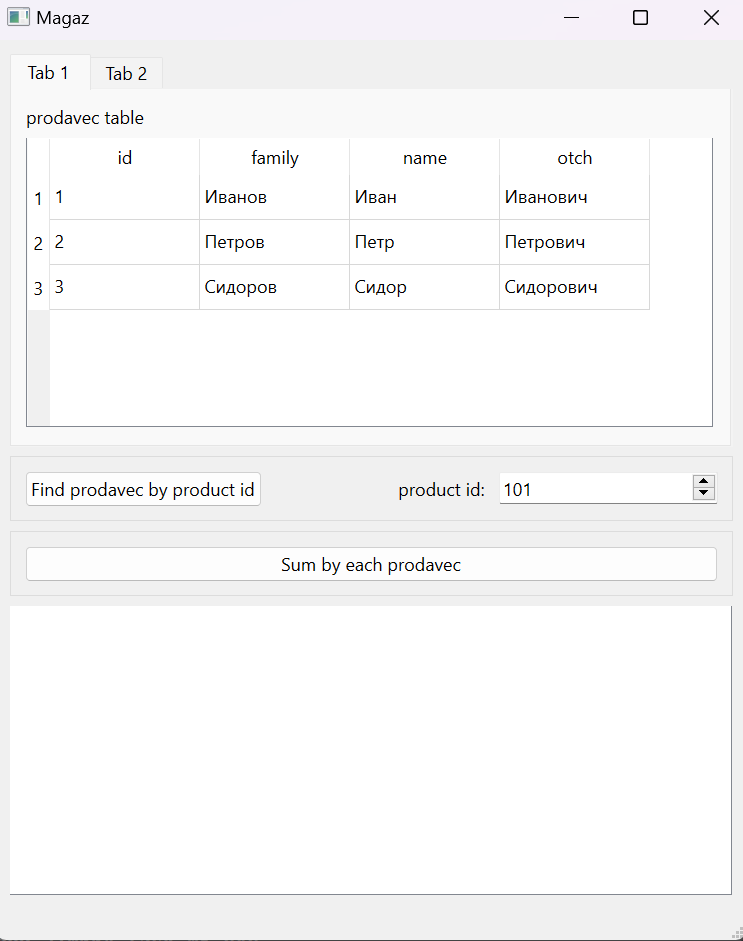 Magaz
Tab 1 Tab 2
prodavec table
id family name otch
1 1 Иванов Иван Иванович
2 2 Петров Петр Петрович
3 3 Сидоров Сидор Сидорович
Find prodavec by product id product id: 101
Sum by each prodavec